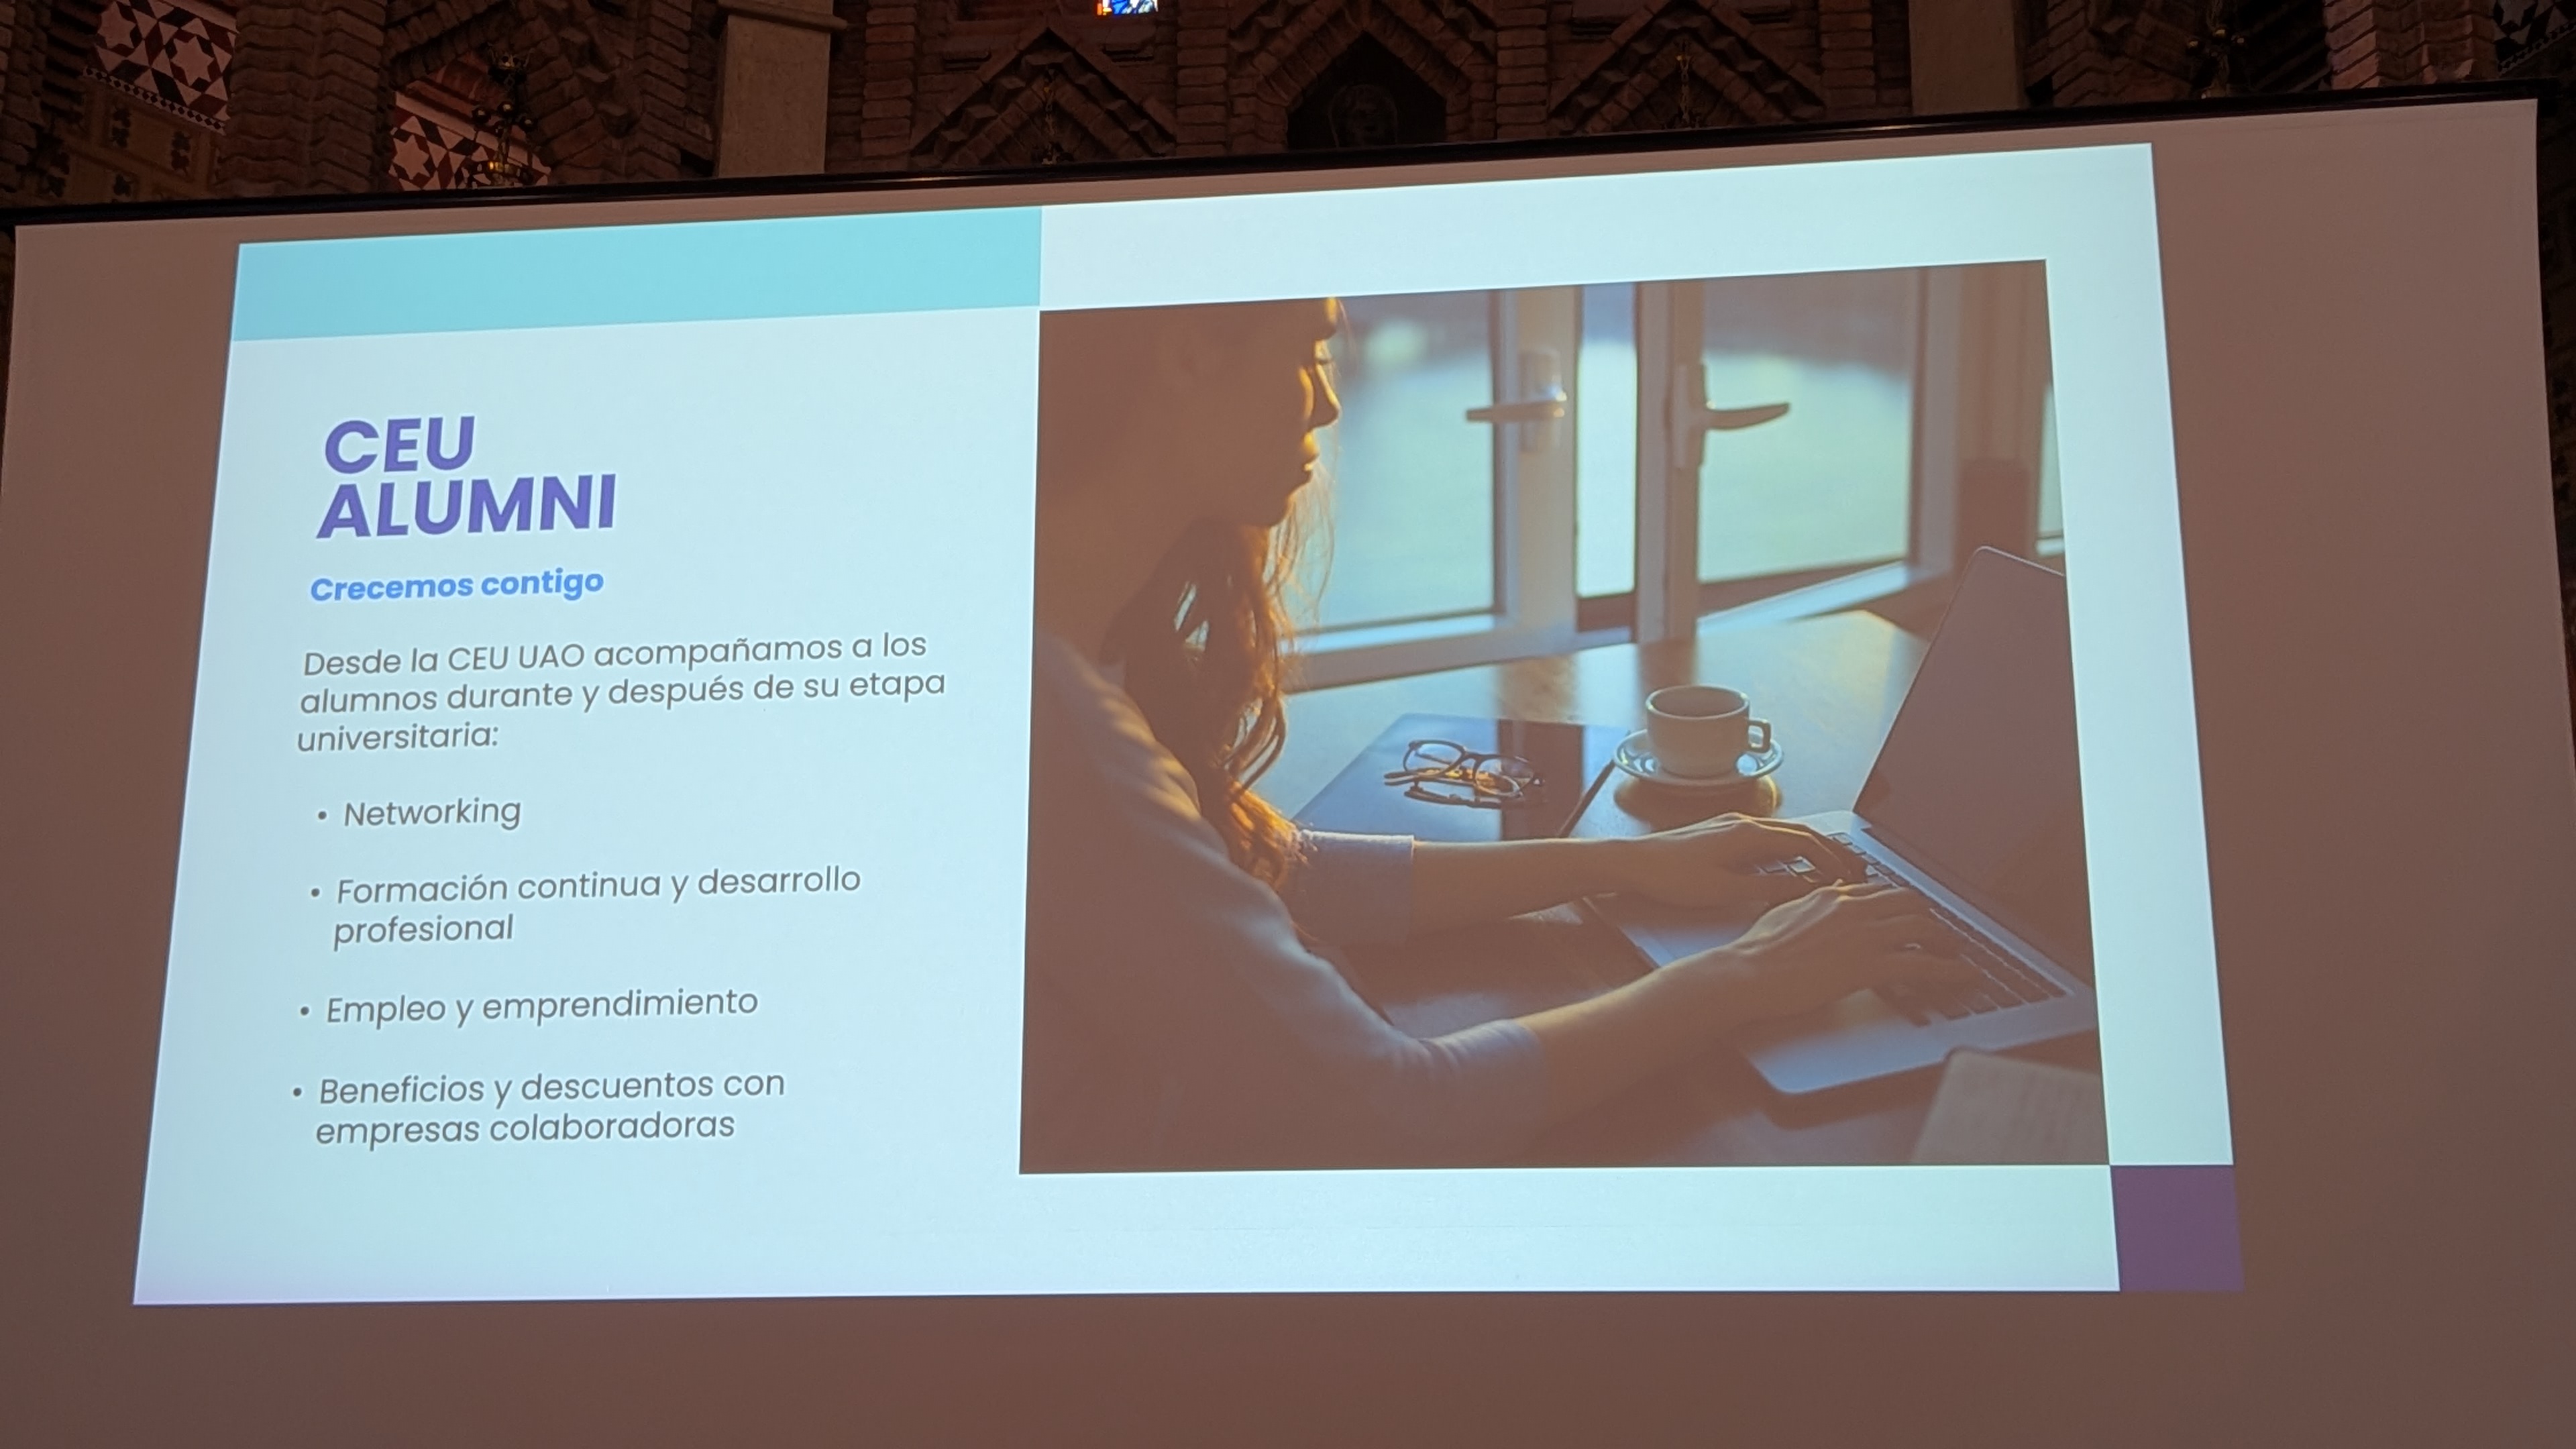 CEU
ALUMNI
Crecemos contigo
Desde la CEU UAO acompañamos a los
alumnos durante y después de su etapa
universitaria:
• Networking
• Formación continua y desarrollo
profesional
• Empleo y emprendimiento
• Beneficios y descuentos con
empresas colaboradoras